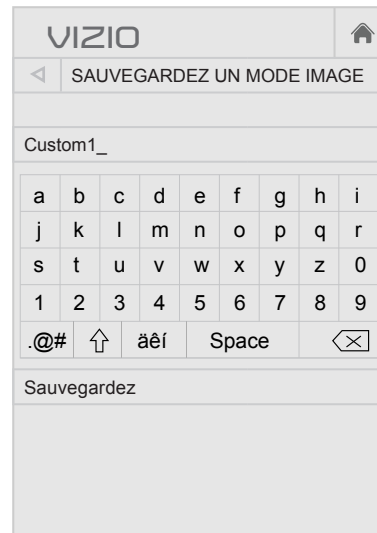 VIZIO
SAUVEGARDEZ UN MODE IMAGE
Custom1_
a b c d e f g h i
j k l m n o p q r
s t u v w x y z 0
1 2 3 4 5 6 7 8 9
.@# äêí Space
Sauvegardez